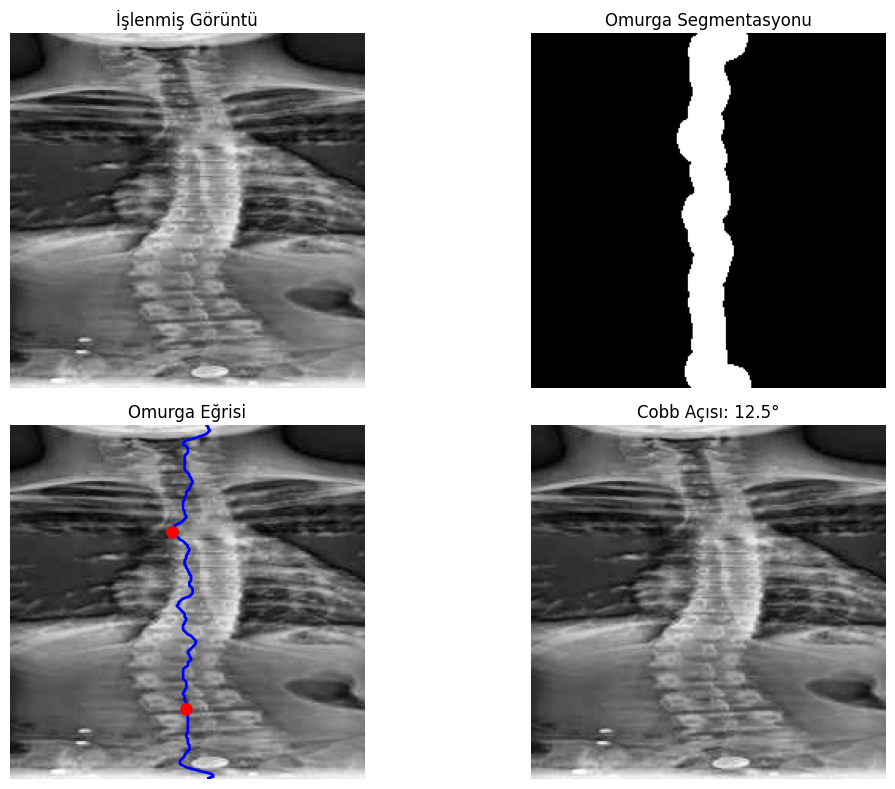 İşlenmiş Görüntü
Omurga Segmentasyonu
Omurga Eğrisi
Cobb Açısı: 12.5°